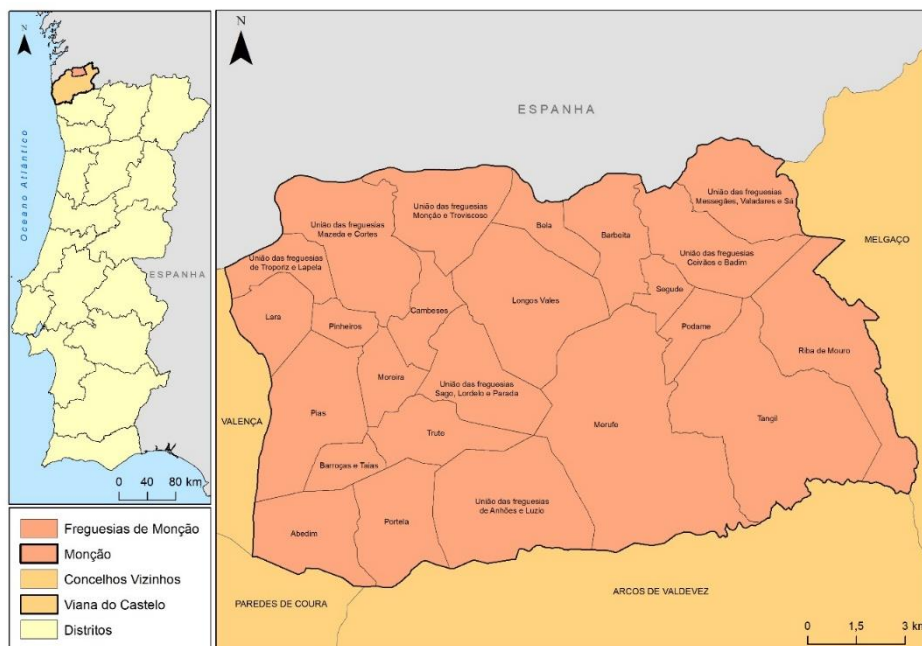 N
Oceano Atlântico
ESPANHA
0 40 80 km
Freguesias de Monção
Monção
Concelhos Vizinhos
Viana do Castelo
Distritos
N
ESPANHA
União das freguesias
Messegães, Valadares e Sá
União das freguesias
Monção e Troviscoso
União das freguesias
Mazeda e Cortes
Bela
Barbeita
MELGAÇO
União das freguesias
de Troporiz e Lapela
União das freguesias
Ceivães e Badim
Segude
Longos Vales
Lara
Pinheiros
Cambeses
Podame
Riba de Mouro
Moreira
União das freguesias
Sago, Lordelo e Parada
Pias
VALENÇA
Tangil
Merufe
Trute
Barroças e Taias
União das freguesias
de Anhões e Luzio
Portela
Abedim
ARCOS DE VALDEVEZ
PAREDES DE COURA
0 1,5 3 km